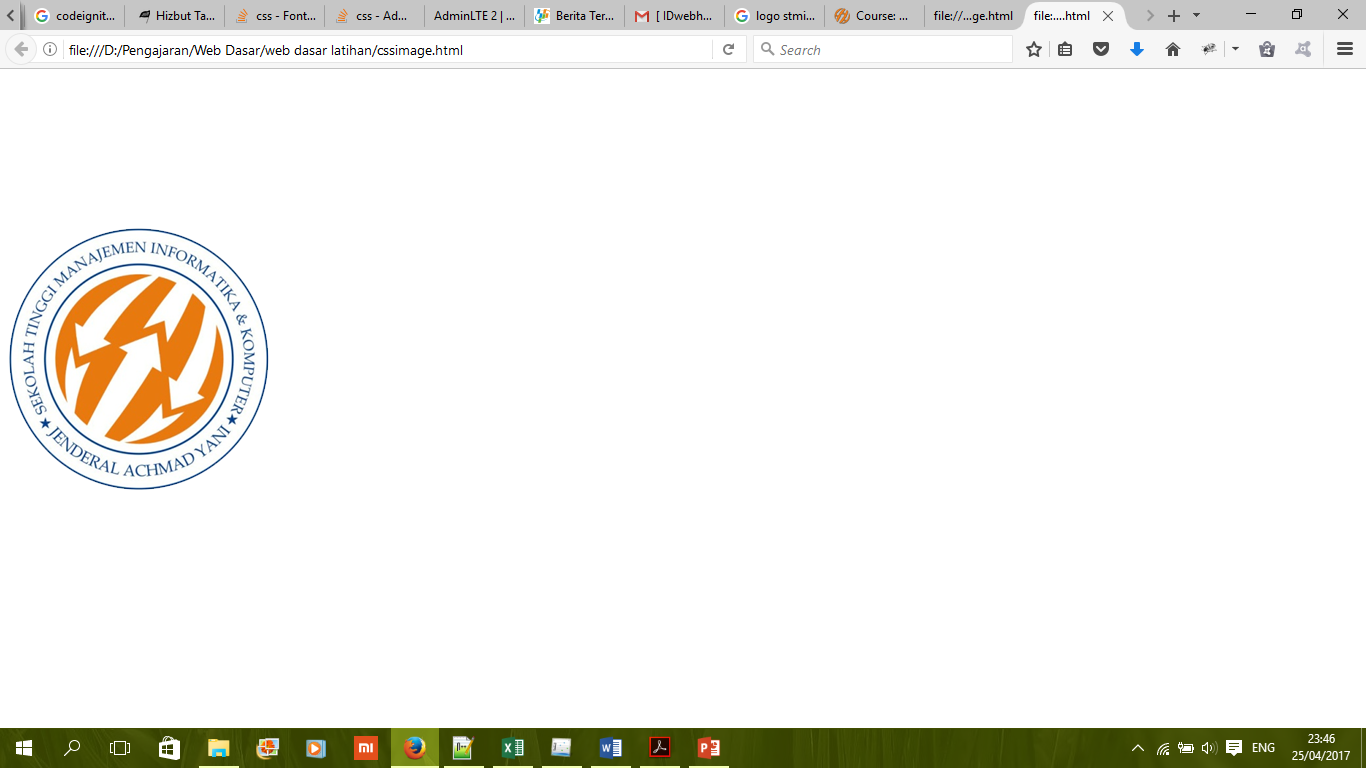 codeignit...
Hizbut Ta...
css - Font...
css - Ad...
AdminLTE 2 | ...
Berita Ter...
[ IDwebh...
logo stmi...
Course: ...
file://...ge.html
file:....html
file:///D:/Pengajaran/Web Dasar/web dasar latihan/cssimage.html
Search
SEKOLAH TINGGI MANAJEMEN INFORMATIKA & KOMPUTER
★ JENDERAL ACHMAD YANI ★
ENG
23:46
25/04/2017